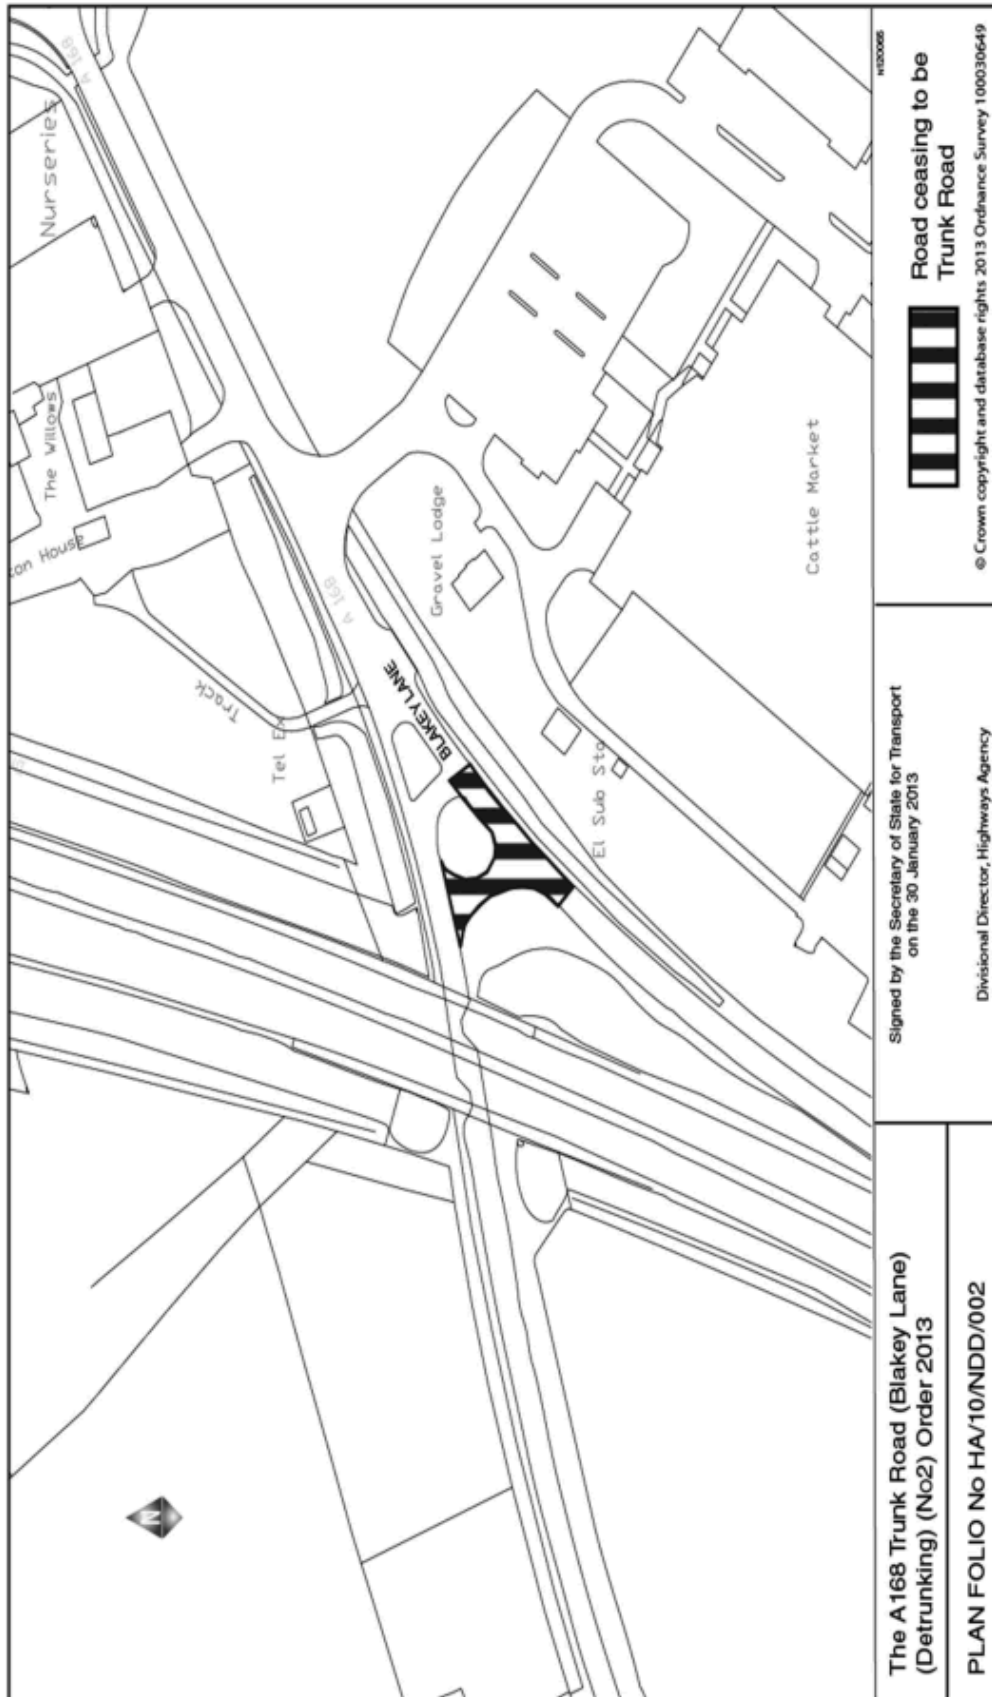 A 168
Nurseries
The Willows
ton House
A 168
Track
Tel Ex
BLAKEY LANE
Gravel Lodge
El Sub Sta
Cattle Market
N
The A168 Trunk Road (Blakey Lane)
(Detrunking) (No2) Order 2013
PLAN FOLIO No HA/10/NDD/002
Signed by the Secretary of State for Transport
on the 30 January 2013
Divisional Director, Highways Agency
N120065
Road ceasing to be
Trunk Road
© Crown copyright and database rights 2013 Ordnance Survey 100030649